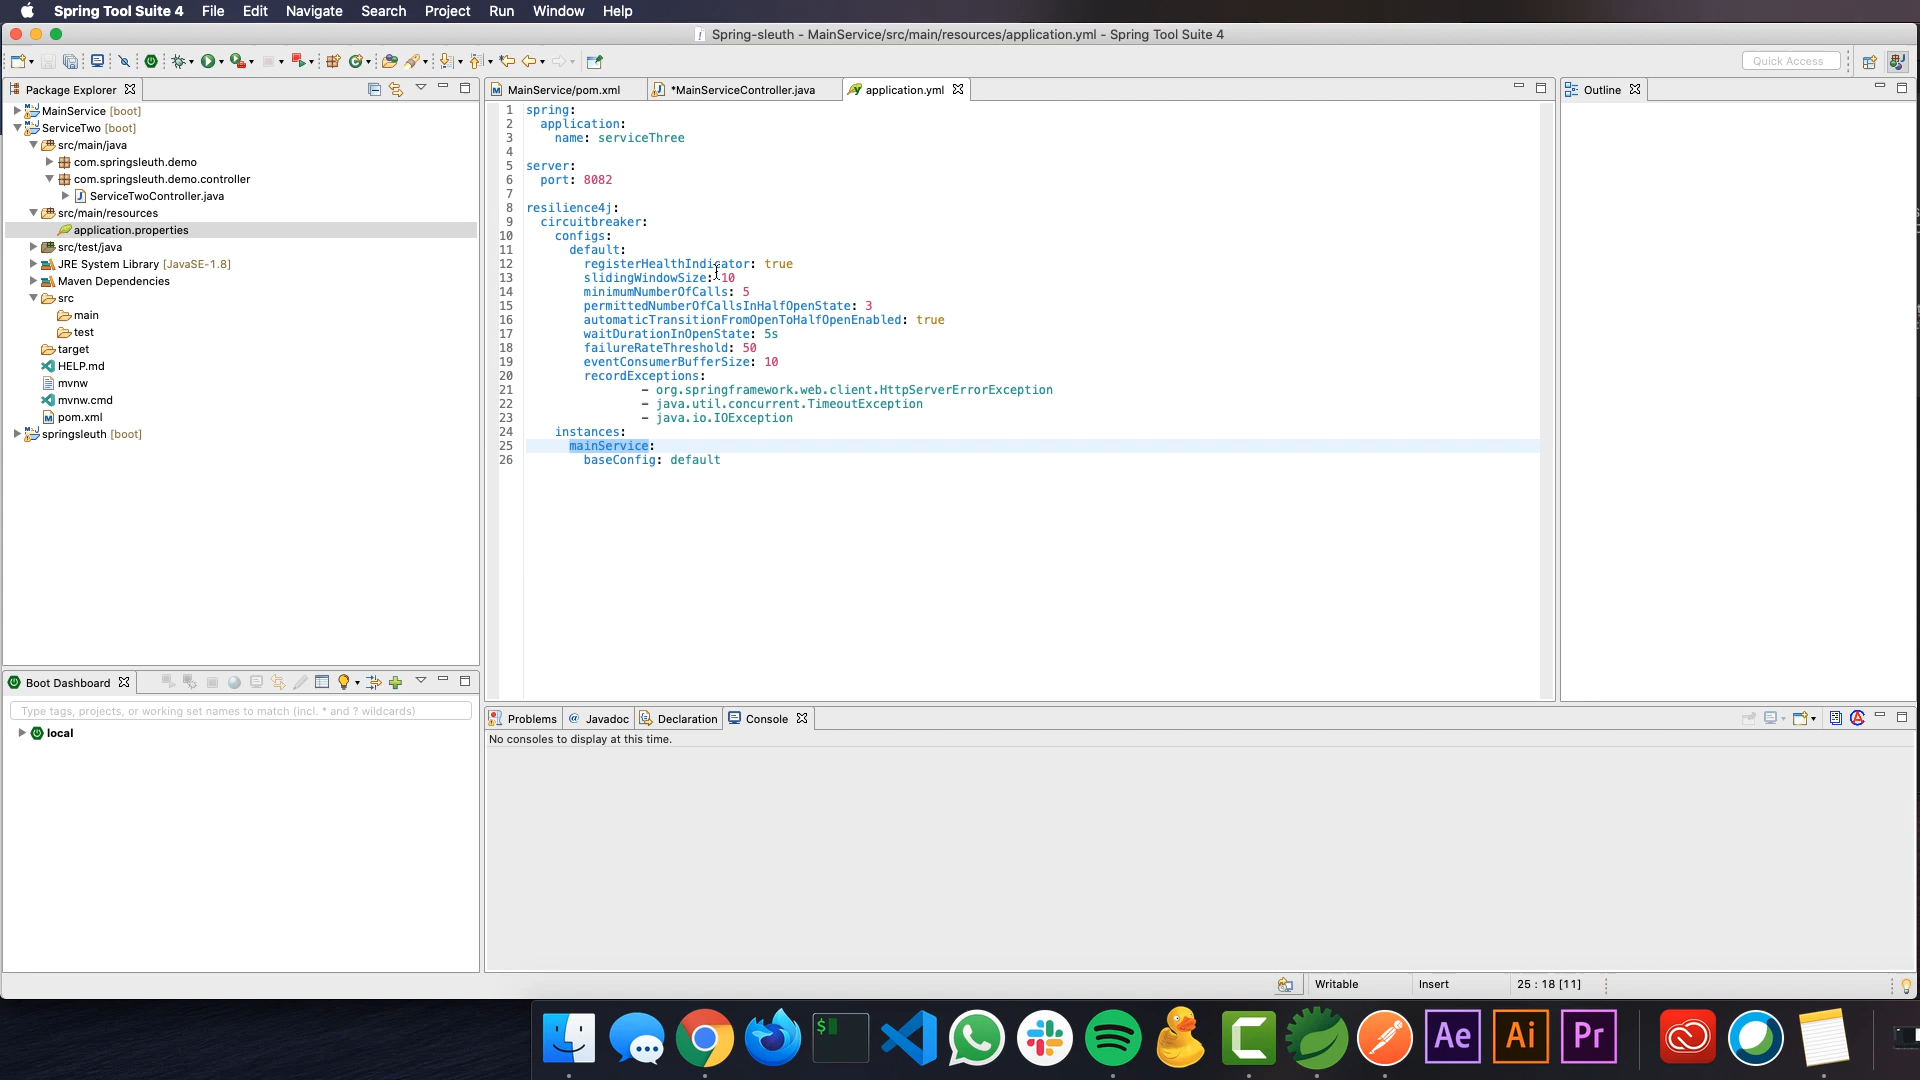 Spring Tool Suite 4 File Edit Navigate Search Project Run Window Help
Spring-sleuth - MainService/src/main/resources/application.yml - Spring Tool Suite 4
Quick Access
Package Explorer
MainService [boot]
ServiceTwo [boot]
src/main/java
com.springsleuth.demo
com.springsleuth.demo.controller
ServiceTwoController.java
src/main/resources
application.properties
src/test/java
JRE System Library [JavaSE-1.8]
Maven Dependencies
src
main
test
target
HELP.md
mvnw
mvnw.cmd
pom.xml
springsleuth [boot]
MainService/pom.xml *MainServiceController.java application.yml
1 spring:
2 application:
3 name: serviceThree
4
5 server:
6 port: 8082
7
8 resilience4j:
9 circuitbreaker:
10 configs:
11 default:
12 registerHealthIndicator: true
13 slidingWindowSize: 10
14 minimumNumberOfCalls: 5
15 permittedNumberOfCallsInHalfOpenState: 3
16 automaticTransitionFromOpenToHalfOpenEnabled: true
17 waitDurationInOpenState: 5s
18 failureRateThreshold: 50
19 eventConsumerBufferSize: 10
20 recordExceptions:
21 - org.springframework.web.client.HttpServerErrorException
22 - java.util.concurrent.TimeoutException
23 - java.io.IOException
24 instances:
25 mainService:
26 baseConfig: default
Outline
Boot Dashboard
Type tags, projects, or working set names to match (incl. * and ? wildcards)
local
Problems @ Javadoc Declaration Console
No consoles to display at this time.
Writable Insert 25 : 18 [11]
$
Ae Ai Pr